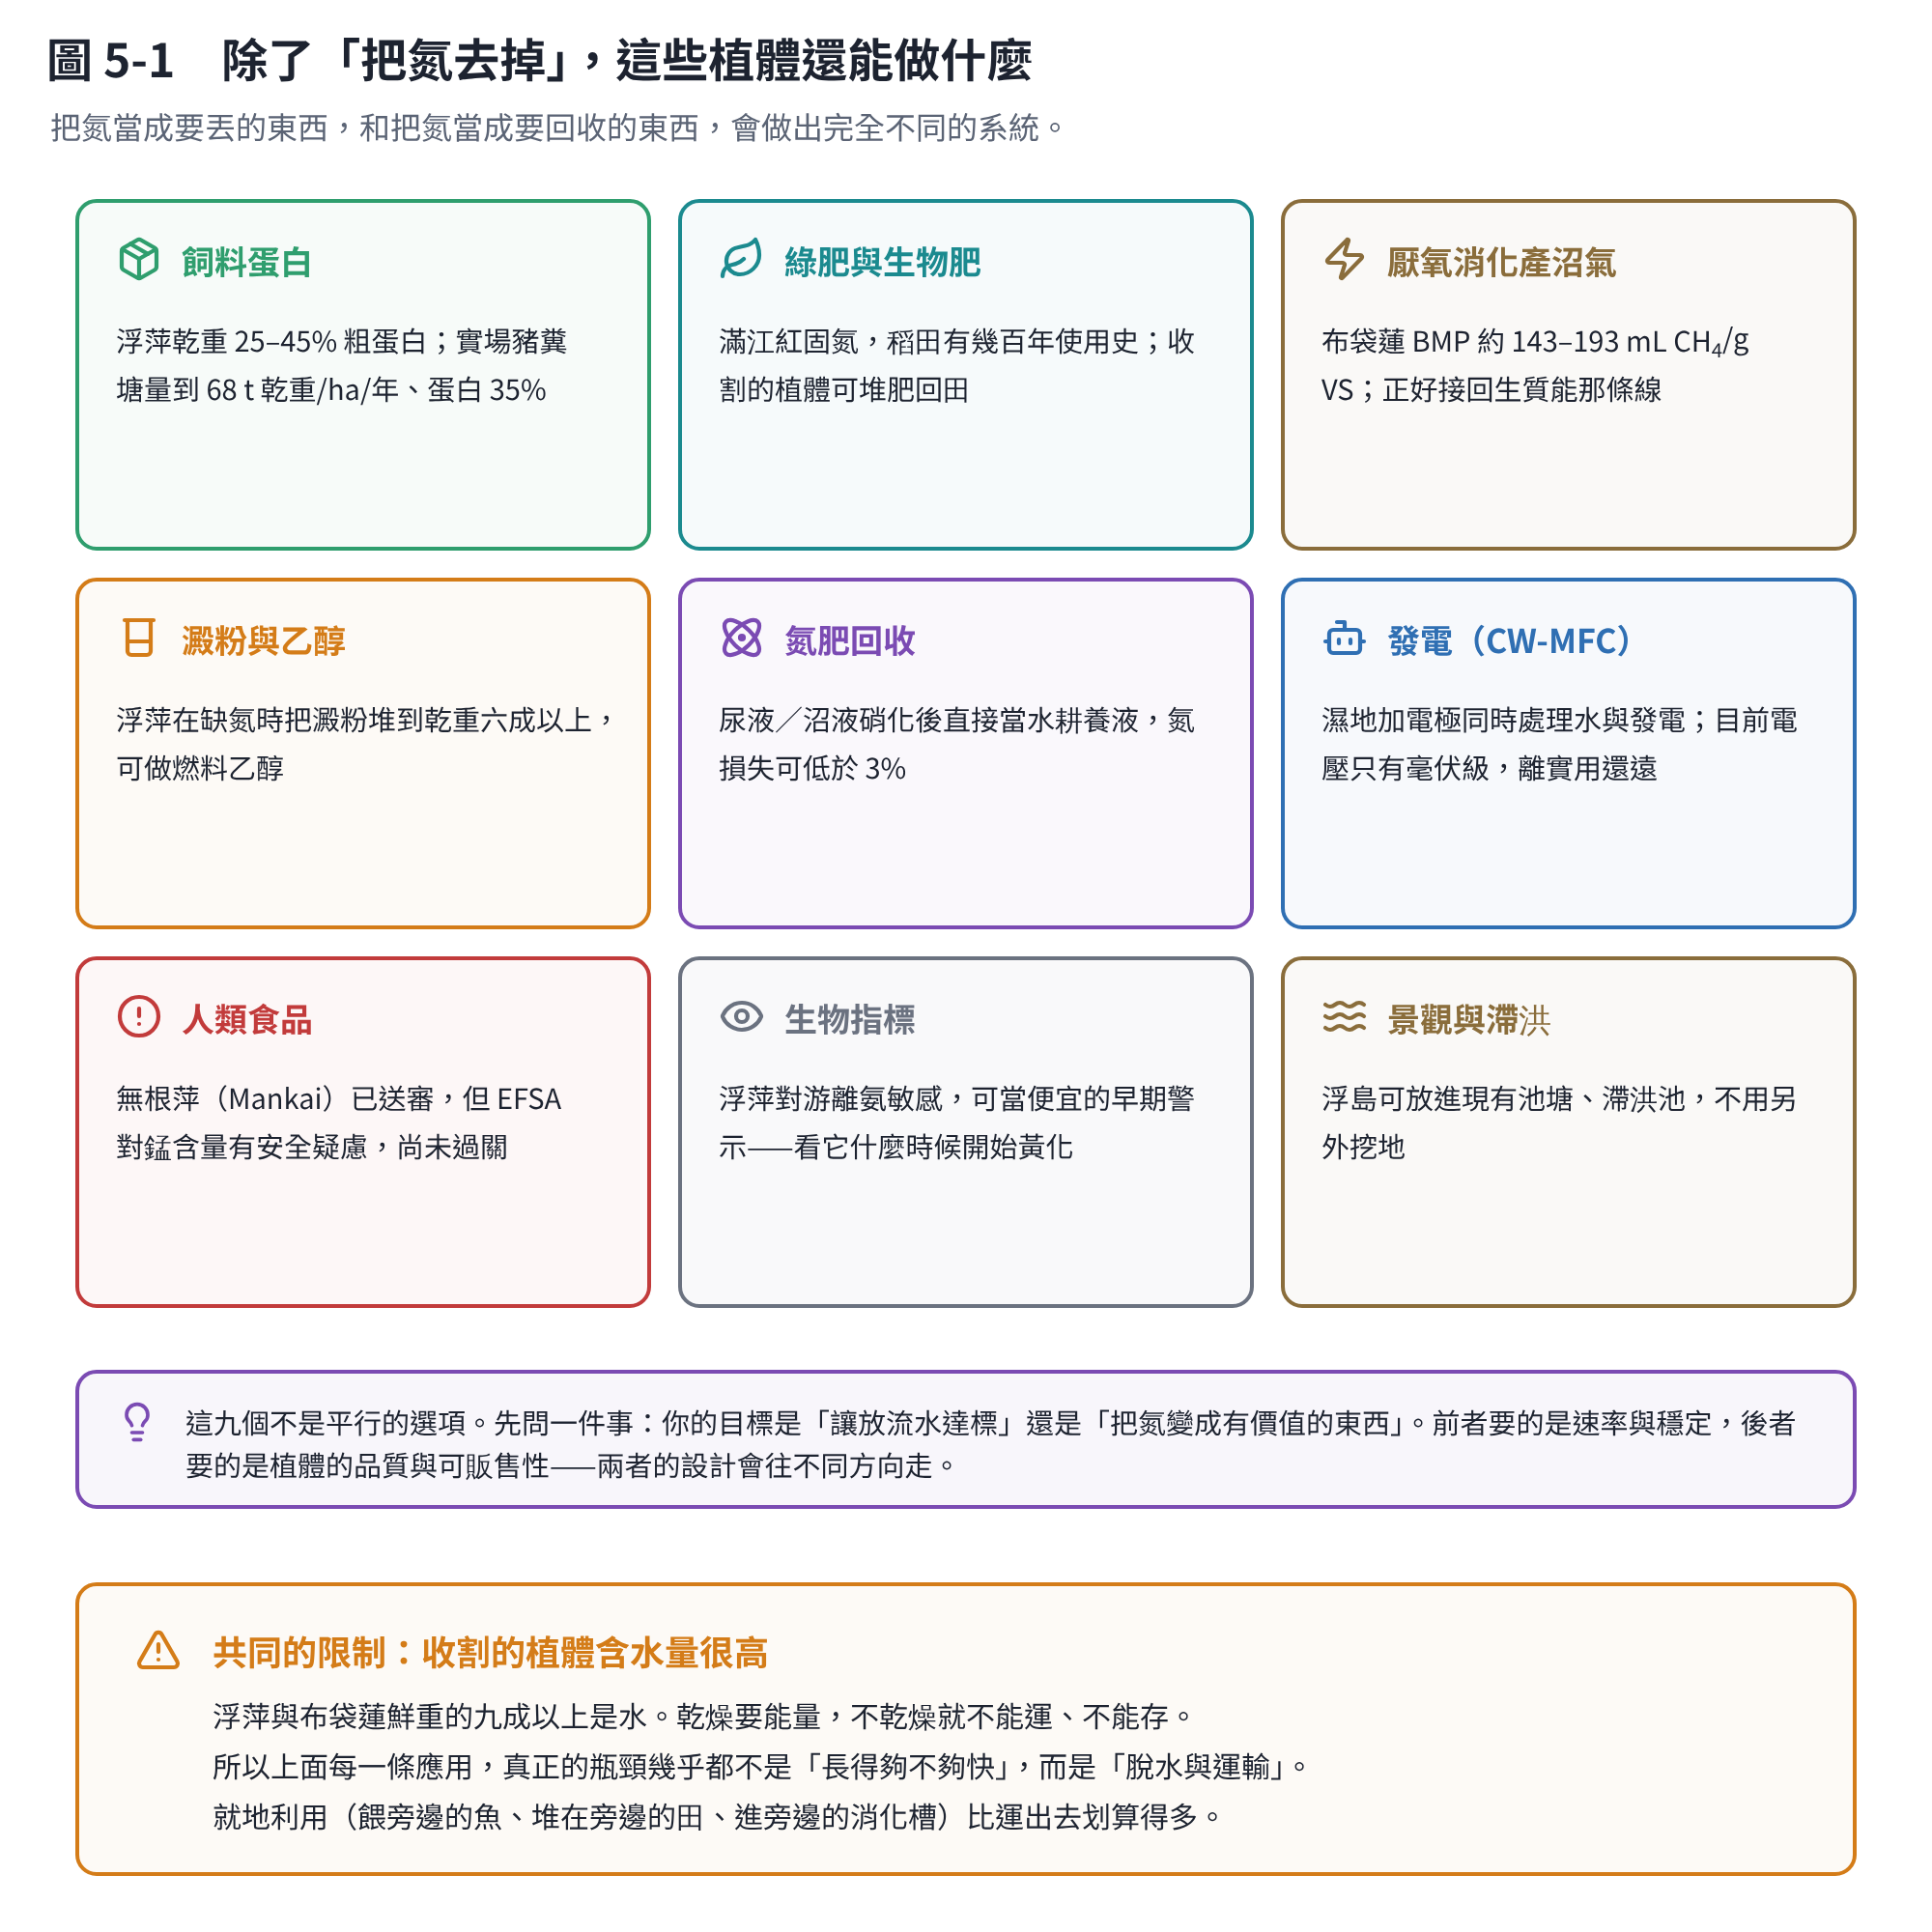 圖 5-1　除了「把氮去掉」，這些植體還能做什麼
把氮當成要丟的東西，和把氮當成要回收的東西，會做出完全不同的系統。
飼料蛋白
浮萍乾重 25–45% 粗蛋白；實場豬糞
塘量到 68 t 乾重/ha/年、蛋白 35%
綠肥與生物肥
滿江紅固氮，稻田有幾百年使用史；收
割的植體可堆肥回田
厭氧消化產沼氣
布袋蓮 BMP 約 143–193 mL CH₄/g
VS；正好接回生質能那條線
澱粉與乙醇
浮萍在缺氮時把澱粉堆到乾重六成以上，
可做燃料乙醇
氮肥回收
尿液／沼液硝化後直接當水耕養液，氮
損失可低於 3%
發電（CW-MFC）
濕地加電極同時處理水與發電；目前電
壓只有毫伏級，離實用還遠
人類食品
無根萍（Mankai）已送審，但 EFSA
對錳含量有安全疑慮，尚未過關
生物指標
浮萍對游離氨敏感，可當便宜的早期警
示——看它什麼時候開始黃化
景觀與滯洪
浮島可放進現有池塘、滯洪池，不用另
外挖地
這九個不是平行的選項。先問一件事：你的目標是「讓放流水達標」還是「把氮變成有價值的東西」。前者要的是速率與穩定，後者
要的是植體的品質與可販售性——兩者的設計會往不同方向走。
共同的限制：收割的植體含水量很高
浮萍與布袋蓮鮮重的九成以上是水。乾燥要能量，不乾燥就不能運、不能存。
所以上面每一條應用，真正的瓶頸幾乎都不是「長得夠不夠快」，而是「脫水與運輸」。
就地利用（餵旁邊的魚、堆在旁邊的田、進旁邊的消化槽）比運出去划算得多。